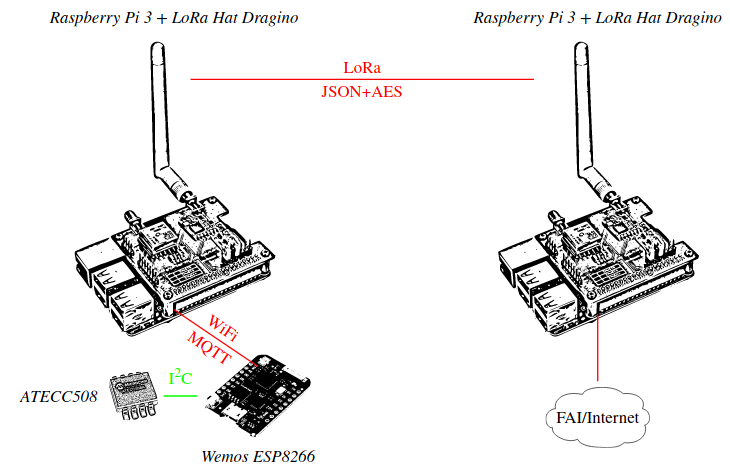 Raspberry Pi 3 + LoRa Hat Dragino
Raspberry Pi 3 + LoRa Hat Dragino
LoRa
JSON+AES
WiFi
MQTT
I²C
ATECC508
FAI/Internet
Wemos ESP8266